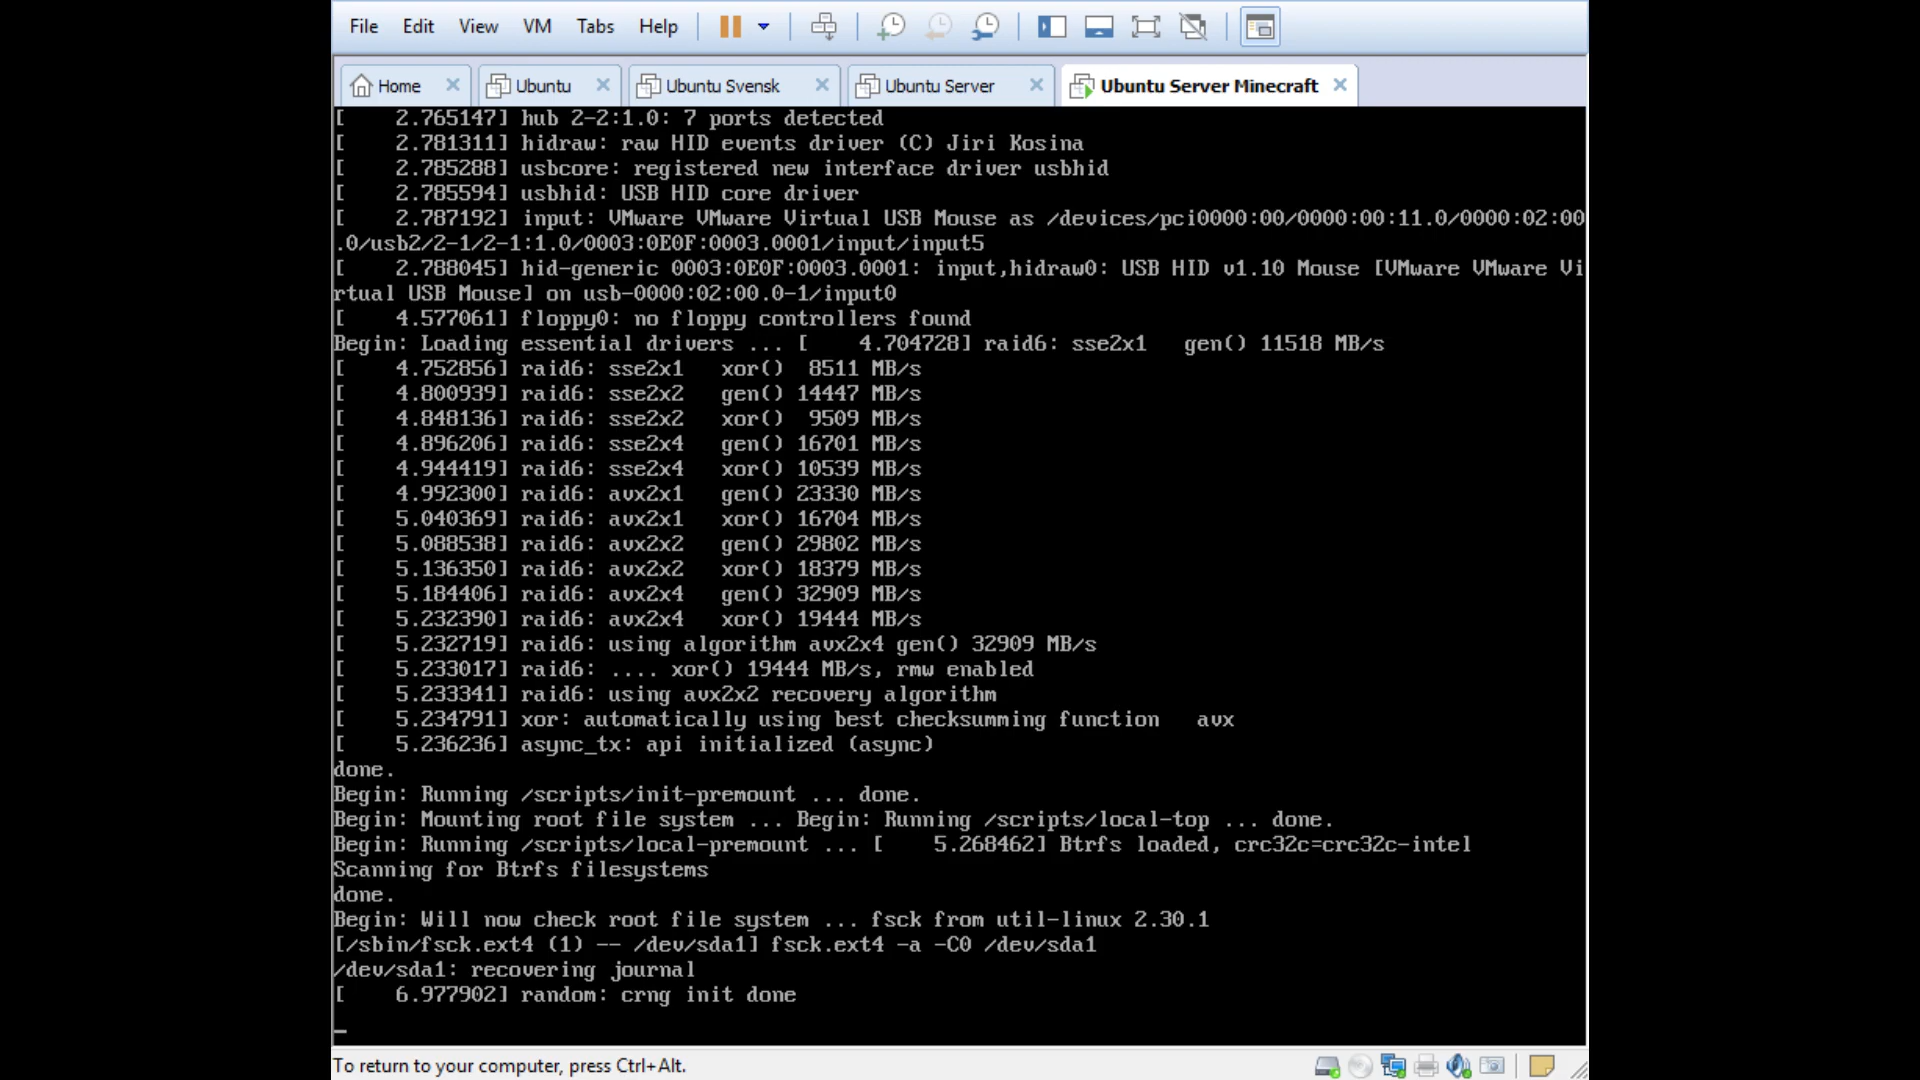 File Edit View VM Tabs Help
Home Ubuntu Ubuntu Svensk Ubuntu Server Ubuntu Server Minecraft
[    2.765147] hub 2-2:1.0: 7 ports detected
[    2.781311] hidraw: raw HID events driver (C) Jiri Kosina
[    2.785288] usbcore: registered new interface driver usbhid
[    2.785594] usbhid: USB HID core driver
[    2.787192] input: VMware VMware Virtual USB Mouse as /devices/pci0000:00/0000:00:11.0/0000:02:00
.0/usb2/2-1/2-1:1.0/0003:0E0F:0003.0001/input/input5
[    2.788045] hid-generic 0003:0E0F:0003.0001: input,hidraw0: USB HID v1.10 Mouse [VMware VMware Vi
rtual USB Mouse] on usb-0000:02:00.0-1/input0
[    4.577061] floppy0: no floppy controllers found
Begin: Loading essential drivers ... [    4.704728] raid6: sse2x1   gen() 11518 MB/s
[    4.752856] raid6: sse2x1   xor()  8511 MB/s
[    4.800939] raid6: sse2x2   gen() 14447 MB/s
[    4.848136] raid6: sse2x2   xor()  9509 MB/s
[    4.896206] raid6: sse2x4   gen() 16701 MB/s
[    4.944419] raid6: sse2x4   xor() 10539 MB/s
[    4.992300] raid6: avx2x1   gen() 23330 MB/s
[    5.040369] raid6: avx2x1   xor() 16704 MB/s
[    5.088538] raid6: avx2x2   gen() 29802 MB/s
[    5.136350] raid6: avx2x2   xor() 18379 MB/s
[    5.184406] raid6: avx2x4   gen() 32909 MB/s
[    5.232390] raid6: avx2x4   xor() 19444 MB/s
[    5.232719] raid6: using algorithm avx2x4 gen() 32909 MB/s
[    5.233017] raid6: .... xor() 19444 MB/s, rmw enabled
[    5.233341] raid6: using avx2x2 recovery algorithm
[    5.234791] xor: automatically using best checksumming function   avx
[    5.236236] async_tx: api initialized (async)
done.
Begin: Running /scripts/init-premount ... done.
Begin: Mounting root file system ... Begin: Running /scripts/local-top ... done.
Begin: Running /scripts/local-premount ... [    5.268462] Btrfs loaded, crc32c=crc32c-intel
Scanning for Btrfs filesystems
done.
Begin: Will now check root file system ... fsck from util-linux 2.30.1
[/sbin/fsck.ext4 (1) -- /dev/sda1] fsck.ext4 -a -C0 /dev/sda1
/dev/sda1: recovering journal
[    6.977902] random: crng init done
To return to your computer, press Ctrl+Alt.